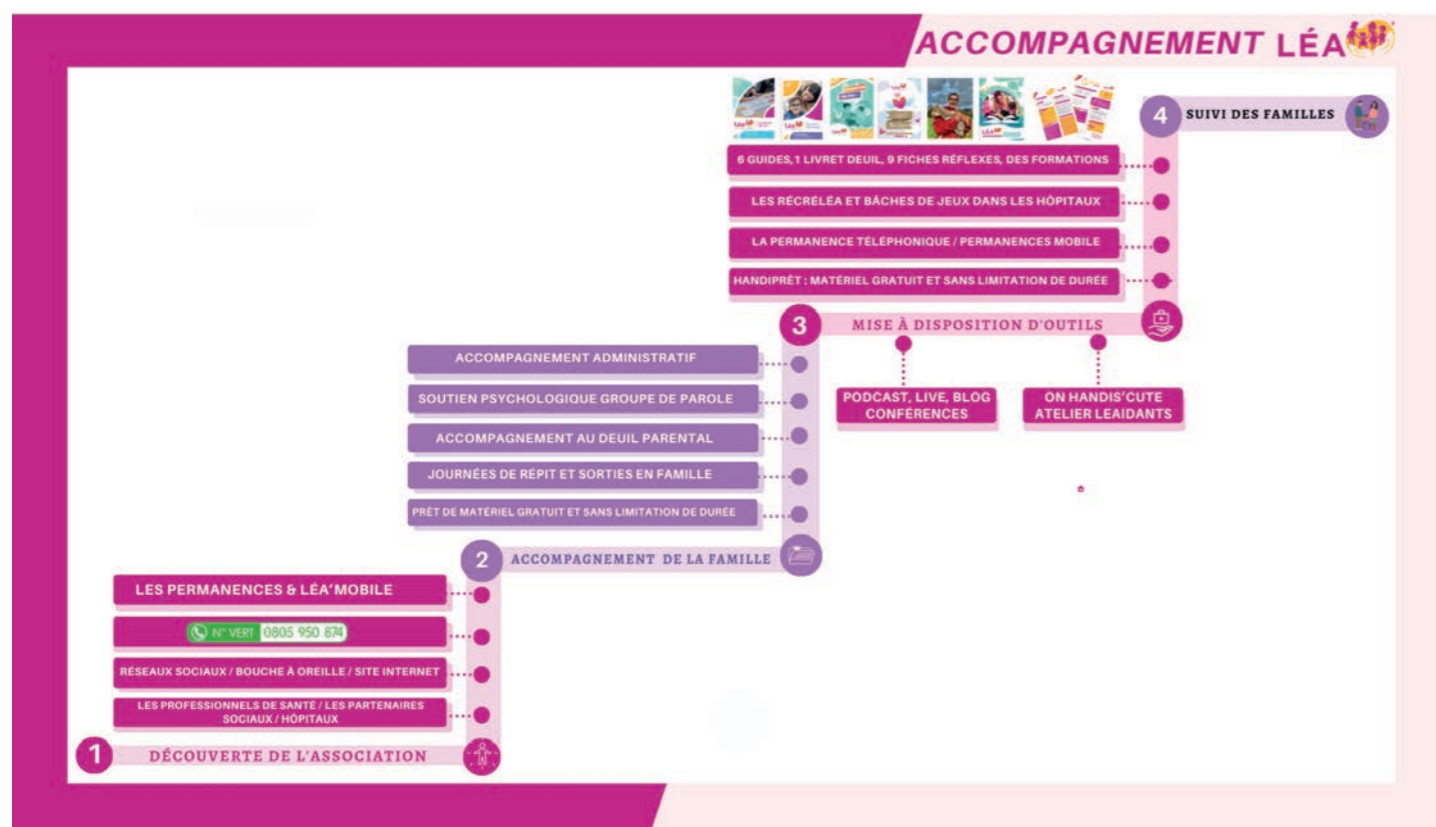 ACCOMPAGNEMENT LÉA
4 SUIVI DES FAMILLES
6 GUIDES, 1 LIVRET DEUIL, 9 FICHES RÉFLEXES, DES FORMATIONS
LES RÉCRÉLÉA ET BÂCHES DE JEUX DANS LES HÔPITAUX
LA PERMANENCE TÉLÉPHONIQUE / PERMANENCES MOBILE
HANDIPRÊT : MATÉRIEL GRATUIT ET SANS LIMITATION DE DURÉE
3 MISE À DISPOSITION D'OUTILS
PODCAST, LIVE, BLOG
CONFÉRENCES
ON HANDIS'CUTE
ATELIER LEAIDANTS
ACCOMPAGNEMENT ADMINISTRATIF
SOUTIEN PSYCHOLOGIQUE GROUPE DE PAROLE
ACCOMPAGNEMENT AU DEUIL PARENTAL
JOURNÉES DE RÉPIT ET SORTIES EN FAMILLE
PRÊT DE MATÉRIEL GRATUIT ET SANS LIMITATION DE DURÉE
2 ACCOMPAGNEMENT DE LA FAMILLE
LES PERMANENCES & LÉA'MOBILE
N° VERT 0805 950 874
RÉSEAUX SOCIAUX / BOUCHE À OREILLE / SITE INTERNET
LES PROFESSIONNELS DE SANTÉ / LES PARTENAIRES
SOCIAUX / HÔPITAUX
1 DÉCOUVERTE DE L'ASSOCIATION